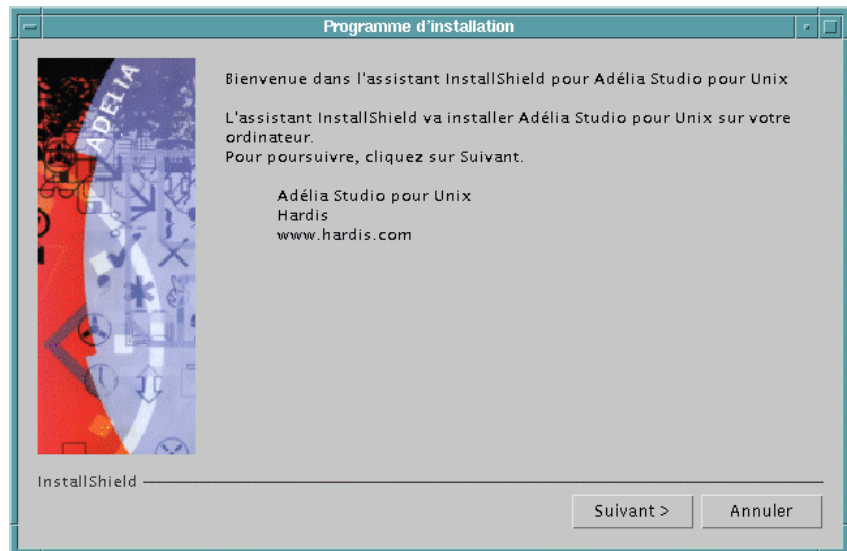 Programme d'installation
ADELIA
Bienvenue dans l'assistant InstallShield pour Adélia Studio pour Unix
L'assistant InstallShield va installer Adélia Studio pour Unix sur votre
ordinateur.
Pour poursuivre, cliquez sur Suivant.
Adélia Studio pour Unix
Hardis
www.hardis.com
InstallShield
Suivant >
Annuler